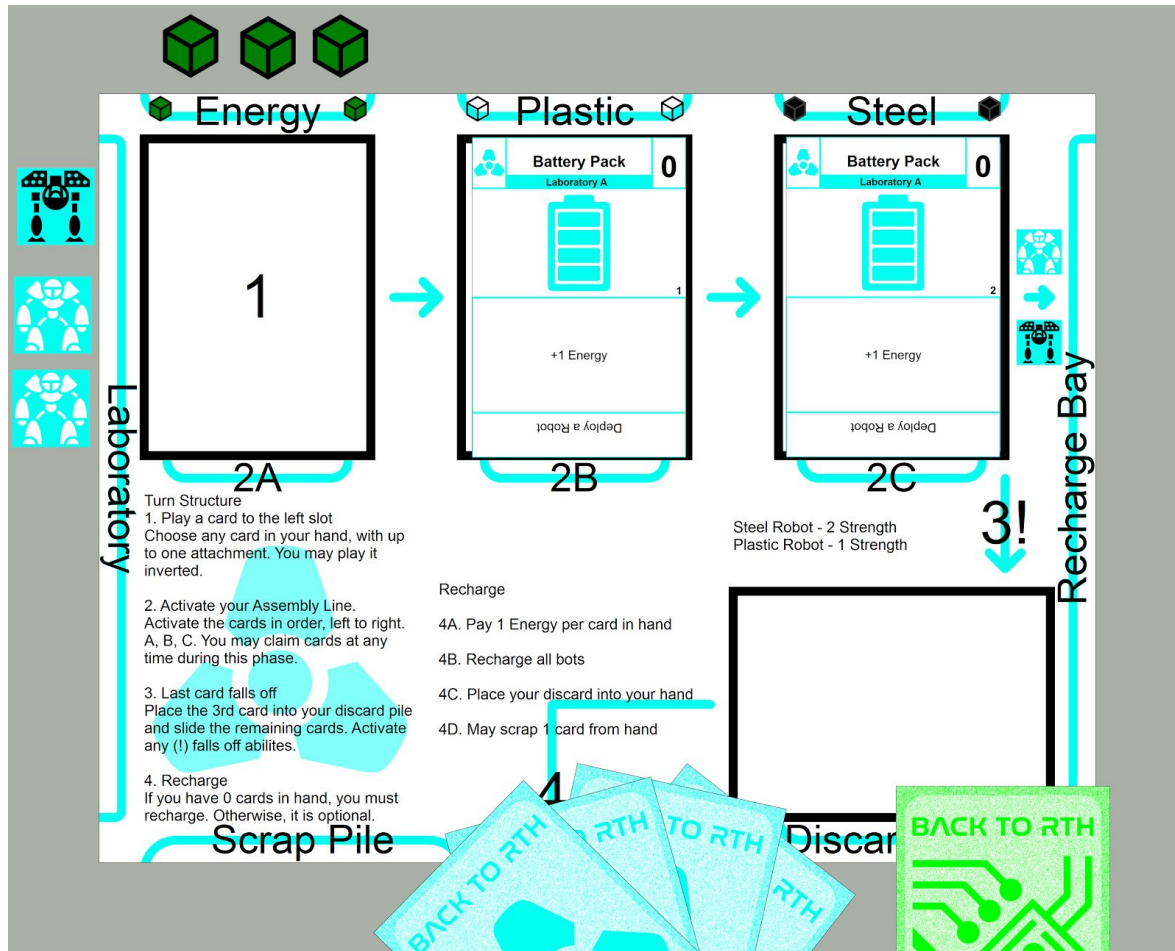 Energy
Plastic
Steel
Battery Pack
0
Laboratory A
1
+1 Energy
Deploy a Robot
Battery Pack
0
Laboratory A
2
+1 Energy
Deploy a Robot
1
Laboratory
Recharge Bay
2A
2B
2C
3!
Turn Structure
1. Play a card to the left slot
Choose any card in your hand, with up
to one attachment. You may play it
inverted.
2. Activate your Assembly Line.
Activate the cards in order, left to right.
A, B, C. You may claim cards at any
time during this phase.
3. Last card falls off
Place the 3rd card into your discard pile
and slide the remaining cards. Activate
any (!) falls off abilites.
4. Recharge
If you have 0 cards in hand, you must
recharge. Otherwise, it is optional.
Steel Robot - 2 Strength
Plastic Robot - 1 Strength
Recharge
4A. Pay 1 Energy per card in hand
4B. Recharge all bots
4C. Place your discard into your hand
4D. May scrap 1 card from hand
4
Scrap Pile
Discar
BACK TO RTH
RTH
TO RTH
RTH
BACK TO RTH